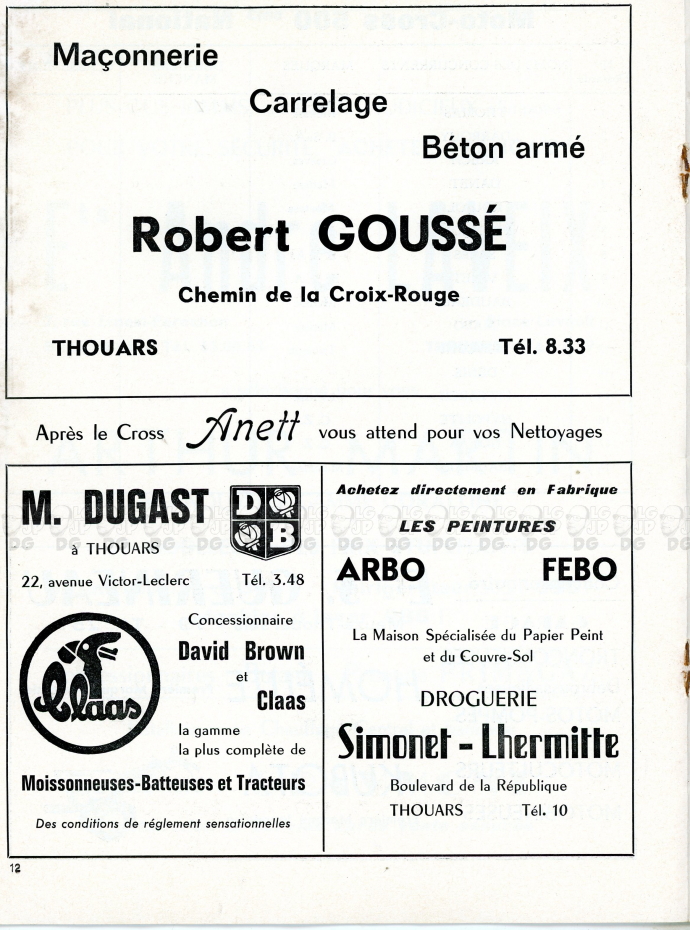 Maçonnerie
Carrelage
Béton armé
Robert GOUSSÉ
Chemin de la Croix-Rouge
THOUARS Tél. 8.33
Après le Cross Anett vous attend pour vos Nettoyages
M. DUGAST
D B
à THOUARS
22, avenue Victor-Leclerc Tél. 3.48
Concessionnaire
David Brown
et
Claas
Claas
la gamme
la plus complète de
Moissonneuses-Batteuses et Tracteurs
Des conditions de réglement sensationnelles
Achetez directement en Fabrique
LES PEINTURES
ARBO FEBO
La Maison Spécialisée du Papier Peint
et du Couvre-Sol
DROGUERIE
Simonet - Lhermitte
Boulevard de la République
THOUARS Tél. 10
12